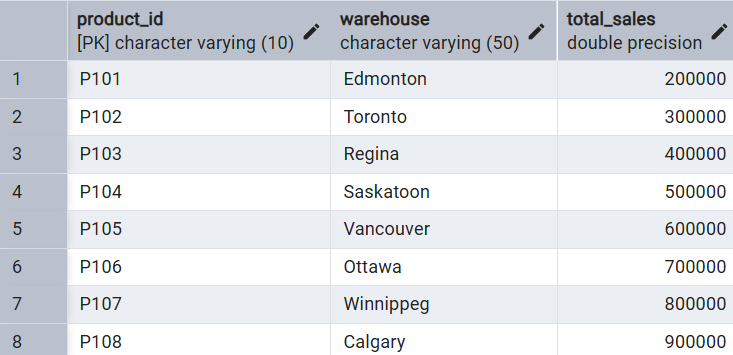 product_id warehouse total_sales
[PK] character varying (10) character varying (50) double precision
1 P101 Edmonton 200000
2 P102 Toronto 300000
3 P103 Regina 400000
4 P104 Saskatoon 500000
5 P105 Vancouver 600000
6 P106 Ottawa 700000
7 P107 Winnippeg 800000
8 P108 Calgary 900000